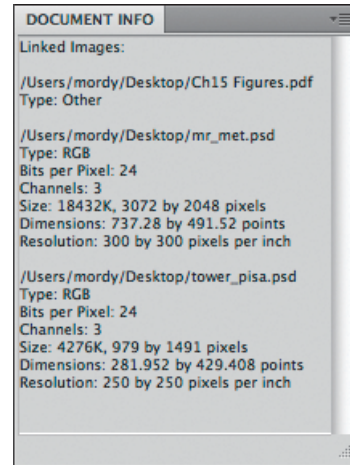 DOCUMENT INFO
Linked Images:
/Users/mordy/Desktop/Ch15 Figures.pdf
Type: Other
/Users/mordy/Desktop/mr_met.psd
Type: RGB
Bits per Pixel: 24
Channels: 3
Size: 18432K, 3072 by 2048 pixels
Dimensions: 737.28 by 491.52 points
Resolution: 300 by 300 pixels per inch
/Users/mordy/Desktop/tower_pisa.psd
Type: RGB
Bits per Pixel: 24
Channels: 3
Size: 4276K, 979 by 1491 pixels
Dimensions: 281.952 by 429.408 points
Resolution: 250 by 250 pixels per inch